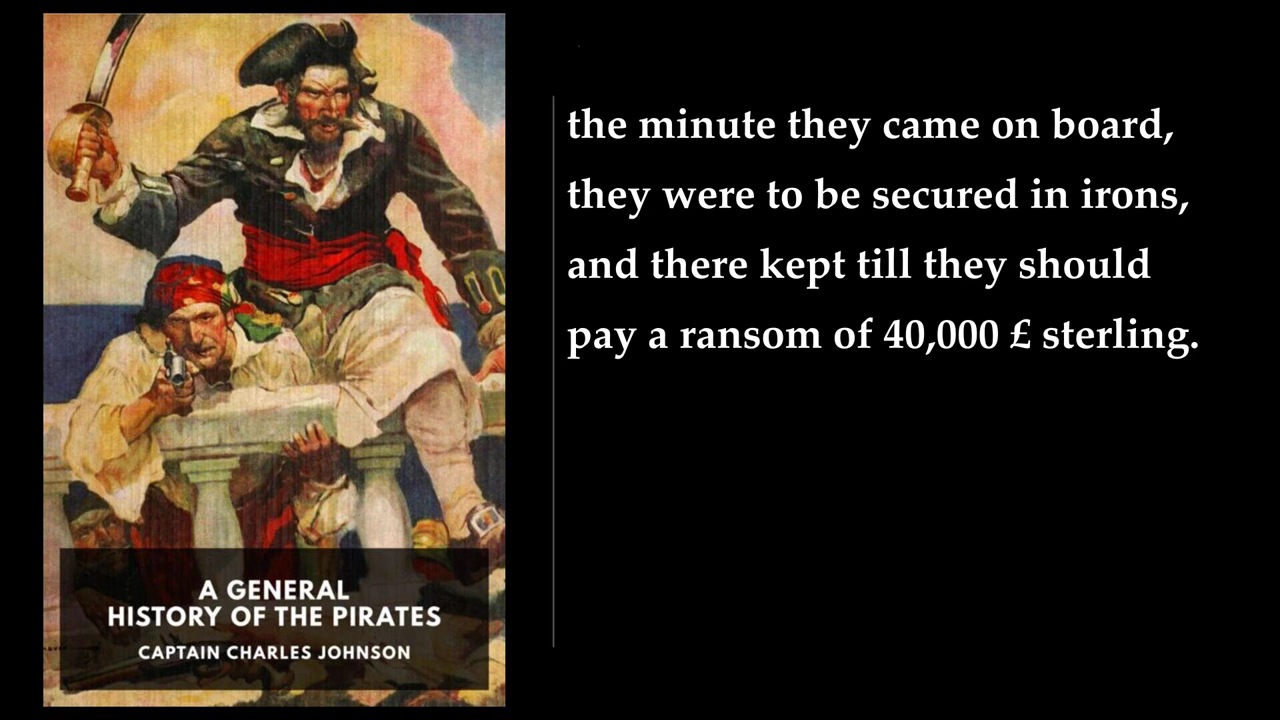 the minute they came on board,
they were to be secured in irons,
and there kept till they should
pay a ransom of 40,000 £ sterling.
A GENERAL
HISTORY OF THE PIRATES
CAPTAIN CHARLES JOHNSON